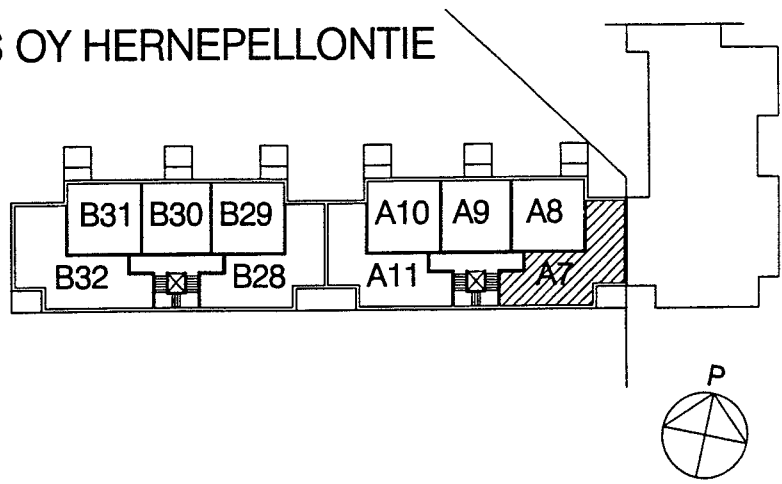 S OY HERNEPELLONTIE
B31 B30 B29 A10 A9 A8
B32 B28 A11 A7
P